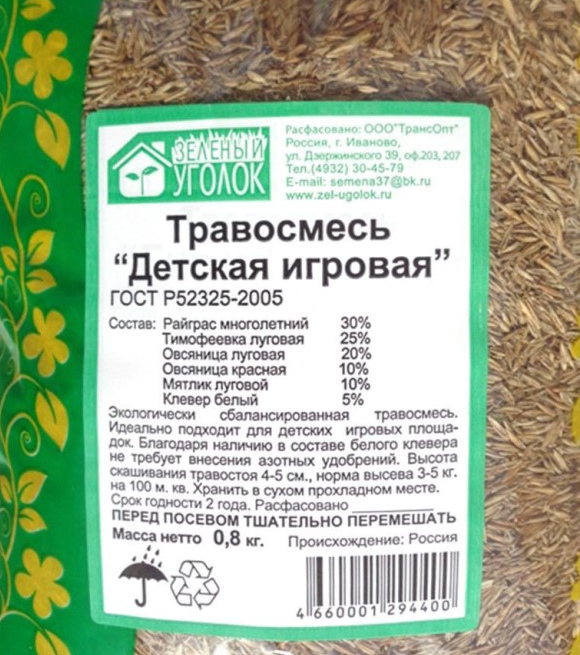 ЗЕЛЕНЫЙ
УГОЛОК
Расфасовано: ООО"ТрансОпт"
Россия, г. Иваново,
ул. Дзержинского 39, оф.203, 207
Тел.(4932) 30-45-79
E-mail: semena37@bk.ru
www.zel-ugolok.ru
Травосмесь
“Детская игровая”
ГОСТ Р52325-2005
Состав: Райграс многолетний 30%
Тимофеевка луговая 25%
Овсяница луговая 20%
Овсяница красная 10%
Мятлик луговой 10%
Клевер белый 5%
Экологически сбалансированная травосмесь.
Идеально подходит для детских игровых площа-
док. Благодаря наличию в составе белого клевера
не требует внесения азотных удобрений. Высота
скашивания травостоя 4-5 см., норма высева 3-5 кг.
на 100 м. кв. Хранить в сухом прохладном месте.
Срок годности 2 года. Расфасовано ___________
ПЕРЕД ПОСЕВОМ ТЩАТЕЛЬНО ПЕРЕМЕШАТЬ
Масса нетто 0,8 кг. Происхождение: Россия
4 660001 294400